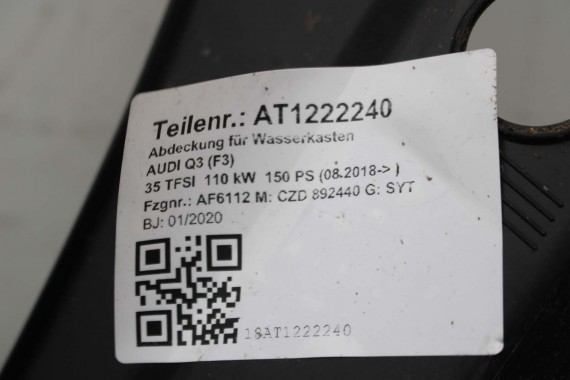 Teilenr.: AT1222240
Abdeckung für Wasserkasten
AUDI Q3 (F3)
35 TFSI 110 kW 150 PS (08.2018-> )
Fzgnr.: AF6112 M: CZD 892440 G: SYT
BJ: 01/2020
18AT1222240